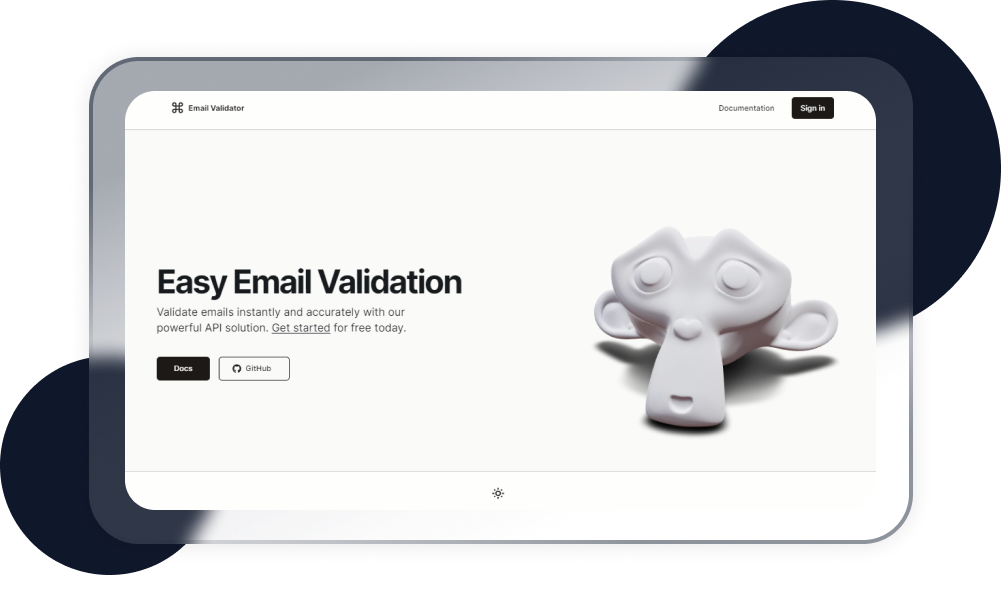 Email Validator
Documentation
Sign in
Easy Email Validation
Validate emails instantly and accurately with our
powerful API solution. Get started for free today.
Docs
GitHub